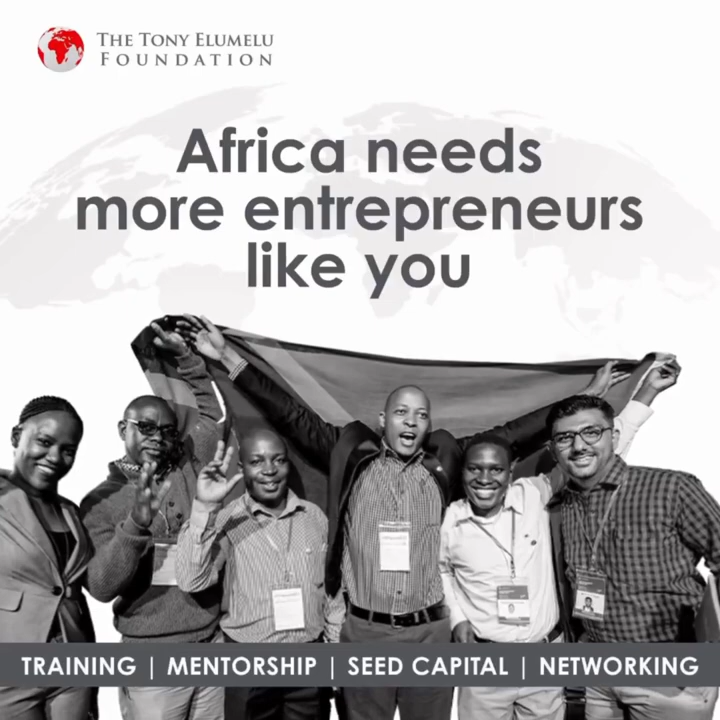 THE TONY ELUMELU
FOUNDATION
Africa needs
more entrepreneurs
like you
TRAINING | MENTORSHIP | SEED CAPITAL | NETWORKING